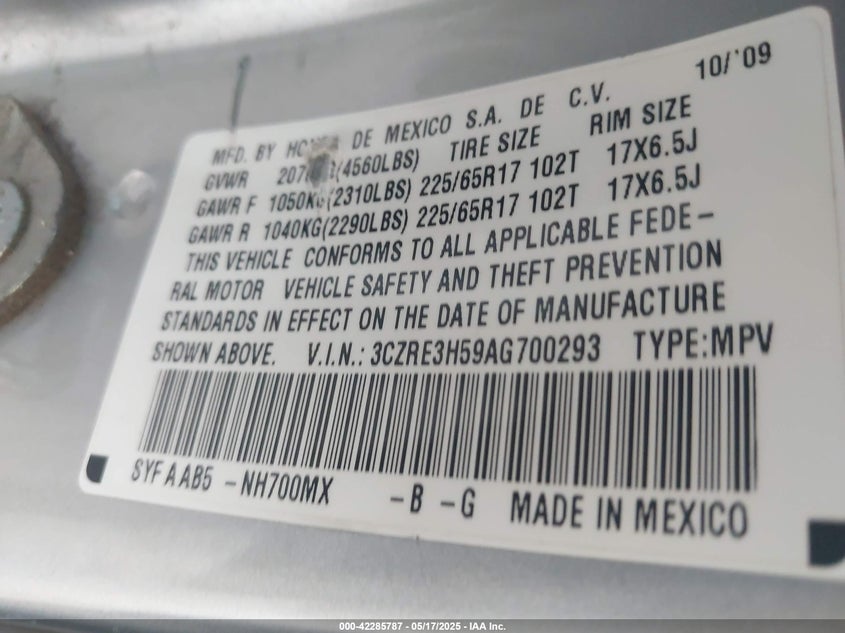 10/'09
MFD. BY DE MEXICO S.A. DE C.V.
GVWR (4560LBS) TIRE SIZE RIM SIZE
GAWR F 1050KG(2310LBS) 225/65R17 102T 17X6.5J
GAWR R 1040KG(2290LBS) 225/65R17 102T 17X6.5J
THIS VEHICLE CONFORMS TO ALL APPLICABLE FEDE-
RAL MOTOR VEHICLE SAFETY AND THEFT PREVENTION
STANDARDS IN EFFECT ON THE DATE OF MANUFACTURE
SHOWN ABOVE. V.I.N.: 3CZRE3H59AG700293 TYPE:MPV
SYF A AB5 -NH700MX -B -G MADE IN MEXICO
000-42285787 - 05/17/2025 - IAA Inc.